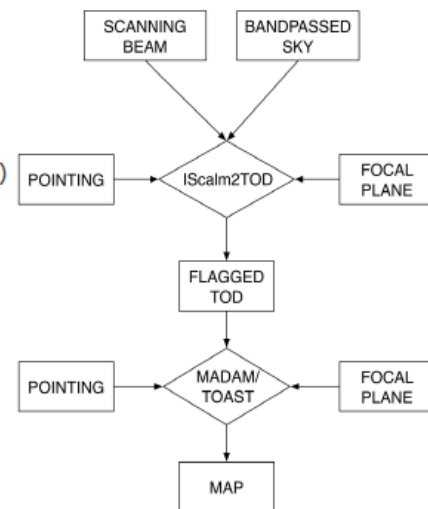 SCANNING
BEAM
BANDPASSED
SKY
)
POINTING
IScalm2TOD
FOCAL
PLANE
FLAGGED
TOD
POINTING
MADAM/
TOAST
FOCAL
PLANE
MAP